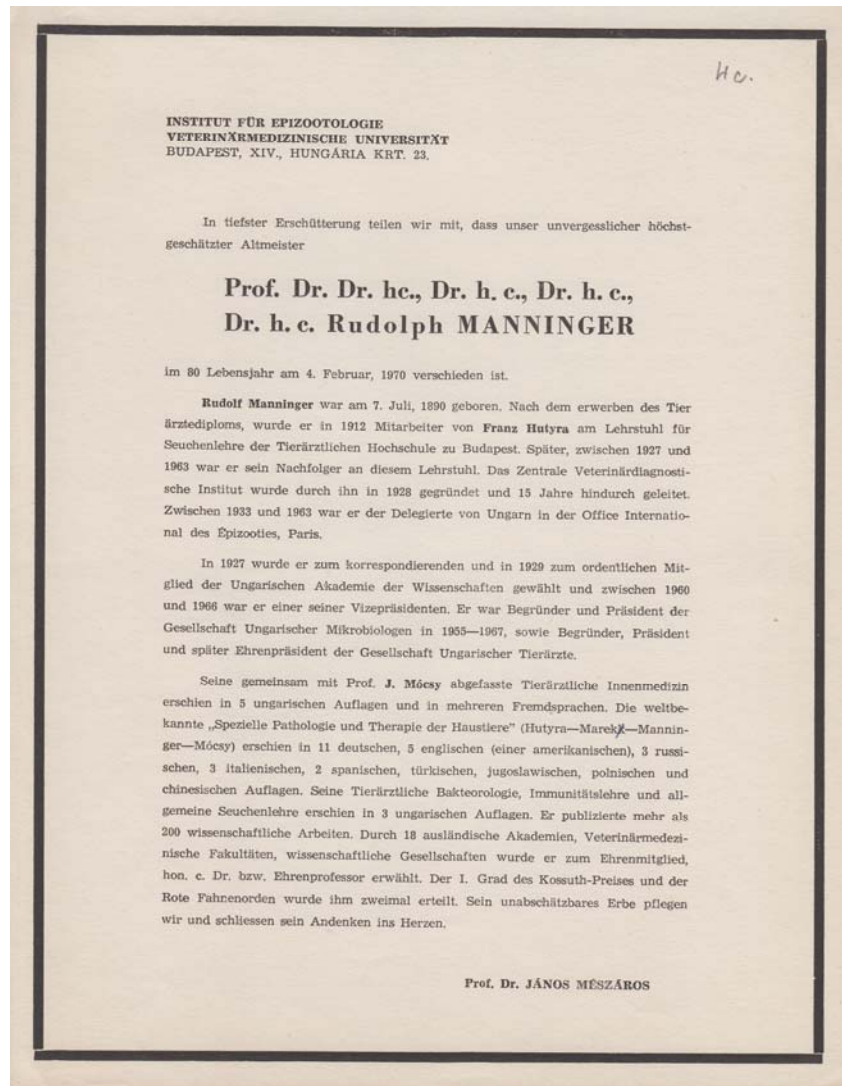 H c.
INSTITUT FÜR EPIZOOTOLOGIE
VETERINÄRMEDIZINISCHE UNIVERSITÄT
BUDAPEST, XIV., HUNGÁRIA KRT. 23.
In tiefster Erschütterung teilen wir mit, dass unser unvergesslicher höchst-
geschätzter Altmeister
Prof. Dr. Dr. hc., Dr. h. c., Dr. h. c.,
Dr. h. c. Rudolph MANNINGER
im 80 Lebensjahr am 4. Februar, 1970 verschieden ist.
Rudolf Manninger war am 7. Juli, 1890 geboren. Nach dem erwerben des Tier
ärztediploms, wurde er in 1912 Mitarbeiter von Franz Hutyra am Lehrstuhl für
Seuchenlehre der Tierärztlichen Hochschule zu Budapest. Später, zwischen 1927 und
1963 war er sein Nachfolger an diesem Lehrstuhl. Das Zentrale Veterinärdiagnosti-
sche Institut wurde durch ihn in 1928 gegründet und 15 Jahre hindurch geleitet.
Zwischen 1933 und 1963 war er der Delegierte von Ungarn in der Office Internatio-
nal des Épizooties, Paris.
In 1927 wurde er zum korrespondierenden und in 1929 zum ordentlichen Mit-
glied der Ungarischen Akademie der Wissenschaften gewählt und zwischen 1960
und 1966 war er einer seiner Vizepräsidenten. Er war Begründer und Präsident der
Gesellschaft Ungarischer Mikrobiologen in 1955—1967, sowie Begründer, Präsident
und später Ehrenpräsident der Gesellschaft Ungarischer Tierärzte.
Seine gemeinsam mit Prof. J. Mócsy abgefasste Tierärztliche Innenmedizin
erschien in 5 ungarischen Auflagen und in mehreren Fremdsprachen. Die weltbe-
kannte „Spezielle Pathologie und Therapie der Haustiere" (Hutyra—Marek—Mannin-
ger—Mócsy) erschien in 11 deutschen, 5 englischen (einer amerikanischen), 3 russi-
schen, 3 italienischen, 2 spanischen, türkischen, jugoslawischen, polnischen und
chinesischen Auflagen. Seine Tierärztliche Bakteorologie, Immunitätslehre und all-
gemeine Seuchenlehre erschien in 3 ungarischen Auflagen. Er publizierte mehr als
200 wissenschaftliche Arbeiten. Durch 18 ausländische Akademien, Veterinärmedezi-
nische Fakultäten, wissenschaftliche Gesellschaften wurde er zum Ehrenmitglied,
hon. c. Dr. bzw. Ehrenprofessor erwählt. Der I. Grad des Kossuth-Preises und der
Rote Fahnenorden wurde ihm zweimal erteilt. Sein unabschätzbares Erbe pflegen
wir und schliessen sein Andenken ins Herzen.
Prof. Dr. JÁNOS MÉSZÁROS